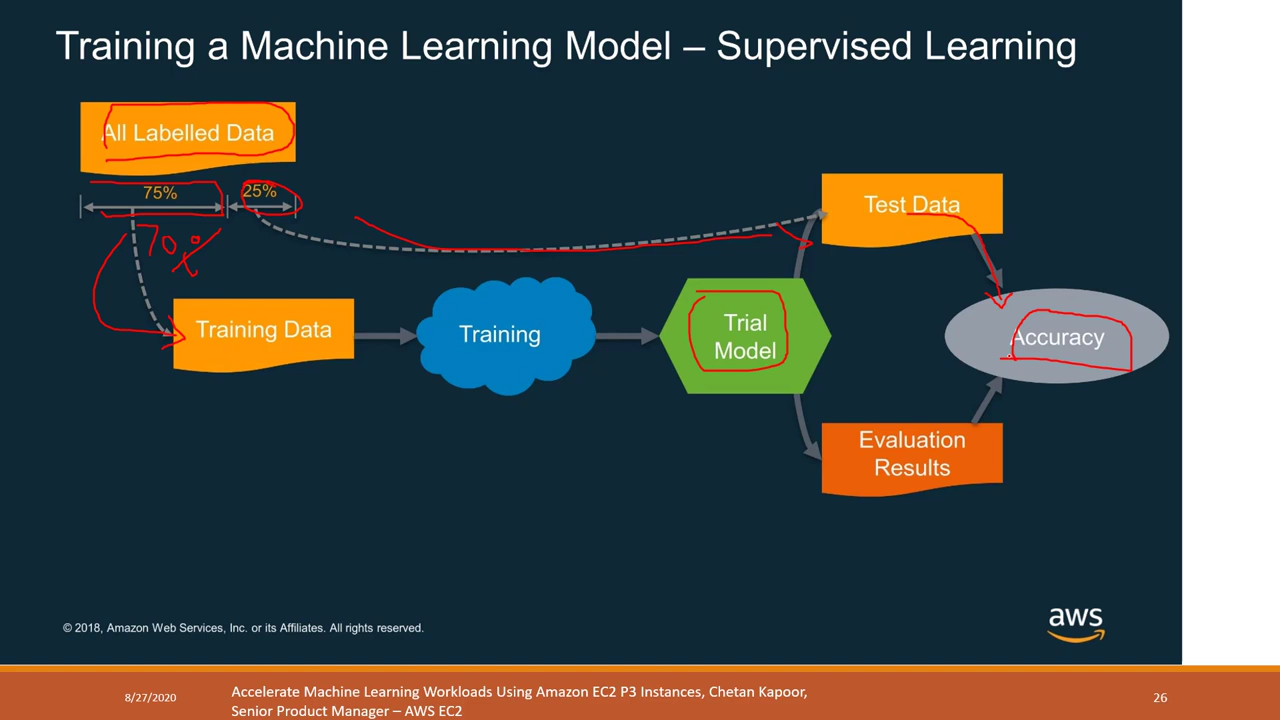 Training a Machine Learning Model – Supervised Learning
All Labelled Data
75%
25%
70%
Test Data
Training Data
Training
Trial
Model
Accuracy
Evaluation
Results
© 2018, Amazon Web Services, Inc. or its Affiliates. All rights reserved.
aws
8/27/2020
Accelerate Machine Learning Workloads Using Amazon EC2 P3 Instances, Chetan Kapoor,
Senior Product Manager – AWS EC2
26